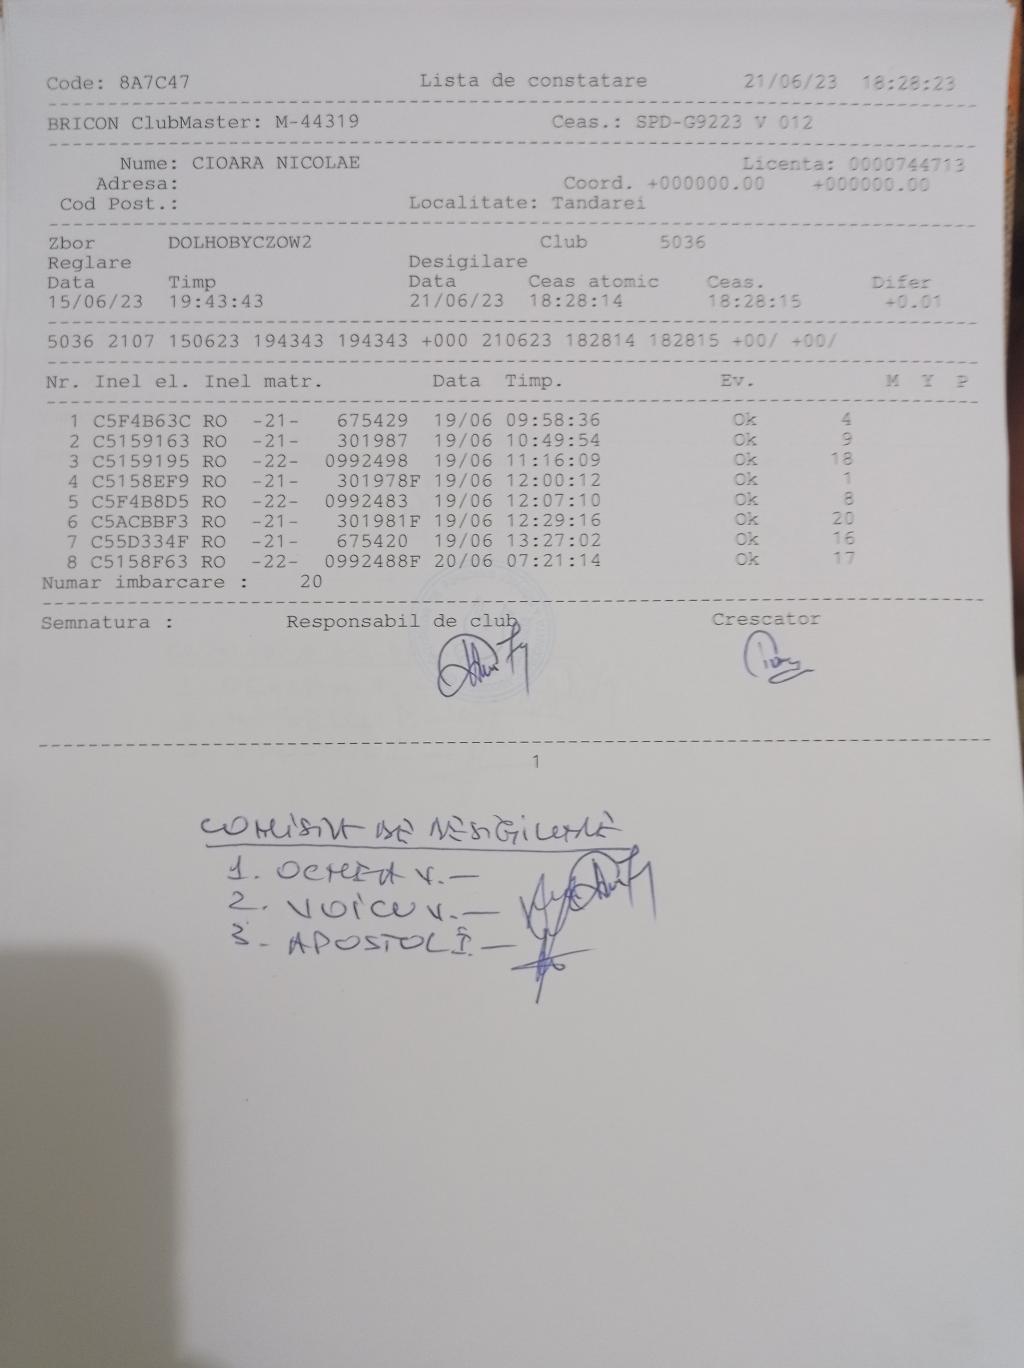 Code: 8A7C47 Lista de constatare 21/06/23 18:28:23
BRICON ClubMaster: M-44319 Ceas.: SPD-G9223 V 012
Nume: CIOARA NICOLAE Licenta: 0000744713
Adresa: Coord. +000000.00 +000000.00
Cod Post.: Localitate: Tandarei
Zbor DOLHOBYCZOW2 Club 5036
Reglare Desigilare
Data Timp Data Ceas atomic Ceas. Difer
15/06/23 19:43:43 21/06/23 18:28:14 18:28:15 +0.01
5036 2107 150623 194343 194343 +000 210623 182814 182815 +00/ +00/
Nr. Inel el. Inel matr. Data Timp. Ev. M Y P
1 C5F4B63C RO -21- 675429 19/06 09:58:36 Ok 4
2 C5159163 RO -21- 301987 19/06 10:49:54 Ok 9
3 C5159195 RO -22- 0992498 19/06 11:16:09 Ok 18
4 C5158EF9 RO -21- 301978F 19/06 12:00:12 Ok 1
5 C5F4B8D5 RO -22- 0992483 19/06 12:07:10 Ok 8
6 C5ACBBF3 RO -21- 301981F 19/06 12:29:16 Ok 20
7 C55D334F RO -21- 675420 19/06 13:27:02 Ok 16
8 C5158F63 RO -22- 0992488F 20/06 07:21:14 Ok 17
Numar imbarcare : 20
Semnatura : Responsabil de club Crescator
1
COMISIA DE DESIGILARE
1. OCHEA V. —
2. VOICU V. —
3 - APOSTOL I. —